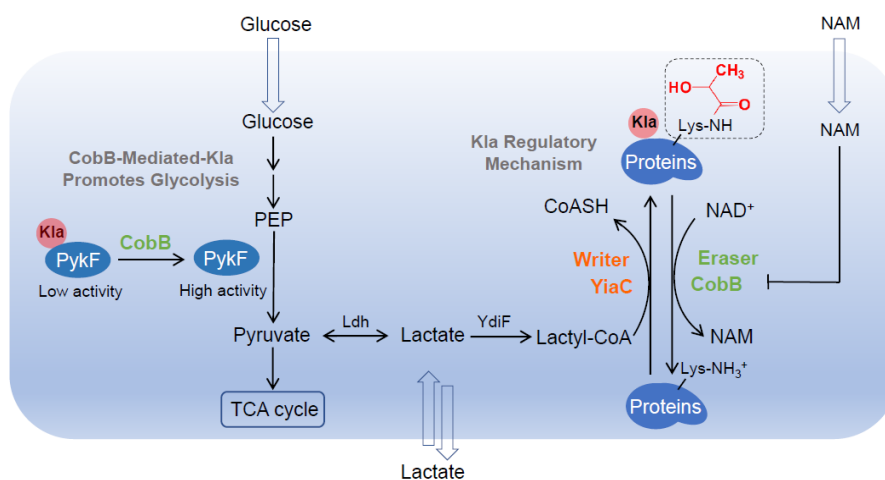 Glucose
NAM
Glucose
NAM
CobB-Mediated-Kla
Promotes Glycolysis
Kla Regulatory
Mechanism
HO
CH₃
O
Kla
Lys-NH
Proteins
PEP
CoASH
NAD⁺
Kla
CobB
PykF
PykF
Low activity
High activity
Writer
YiaC
Eraser
CobB
Pyruvate
Ldh
Lactate
YdiF
Lactyl-CoA
NAM
Lys-NH₃⁺
Proteins
TCA cycle
Lactate